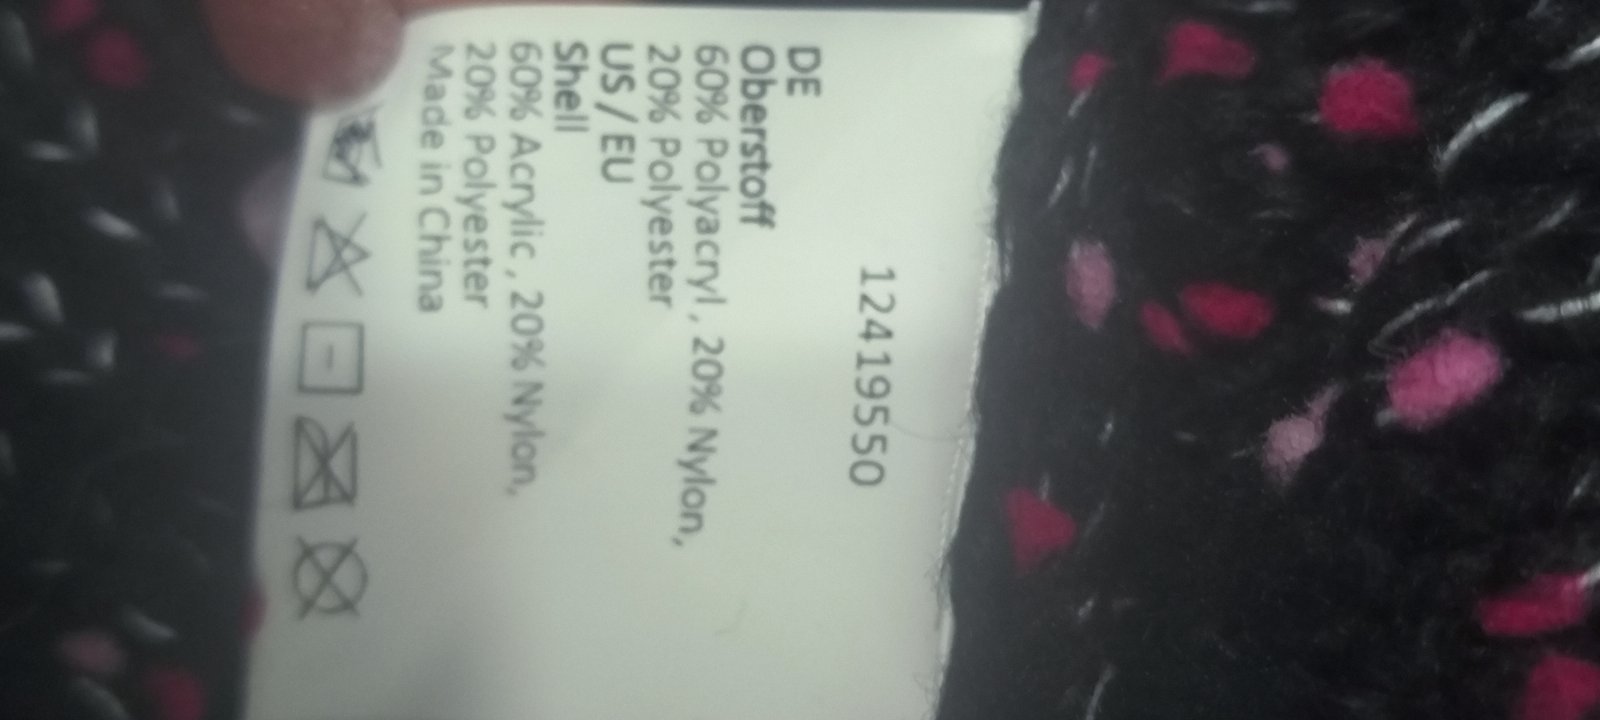 12419550
DE
Oberstoff
60% Polyacryl , 20% Nylon,
20% Polyester
US / EU
Shell
60% Acrylic , 20% Nylon,
20% Polyester
Made in China